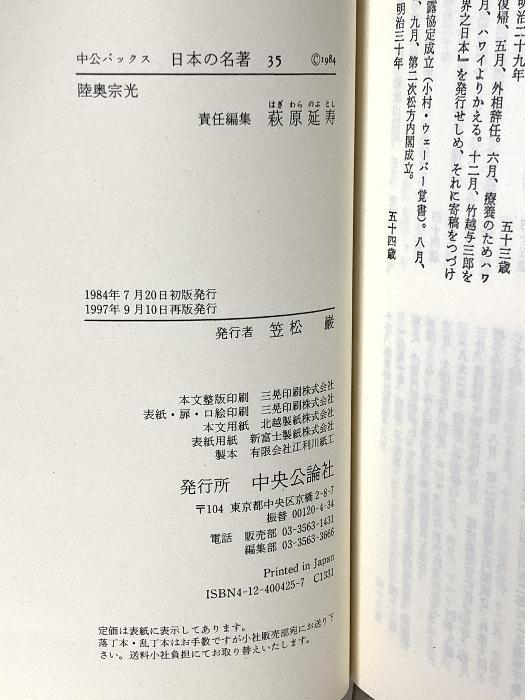 中公バックス 日本の名著 35 ©1984
陸奥宗光
責任編集 萩原延寿
はぎ わら のぶ とし
1984年7月20日初版発行
1997年9月10日再版発行
発行者 笠松 巌
本文整版印刷 三晃印刷株式会社
表紙・扉・口絵印刷 三晃印刷株式会社
本文用紙 北越製紙株式会社
表紙用紙 新富士製紙株式会社
製本 有限会社江利川紙工
発行所 中央公論社
〒104 東京都中央区京橋2-8-7
振替 00120-4-34
電話 販売部 03-3563-1431
編集部 03-3563-3666
Printed in Japan
ISBN4-12-400425-7 C1331
定価は表紙に表示してあります。
落丁本・乱丁本はお手数ですが小社販売部宛にお送り下
さい。送料小社負担にてお取り替えいたします。
明治二十九年
五十三歳
復帰、五月、外相辞任。六月、療養のためハワ
月、ハワイよりかえる。十二月、竹越与三郎を
界之日本』を発行せしめ、それに寄稿をつづけ
露協定成立（小村・ウェーバー覚書）。八月、
、九月、第二次松方内閣成立。
明治三十年
五十四歳